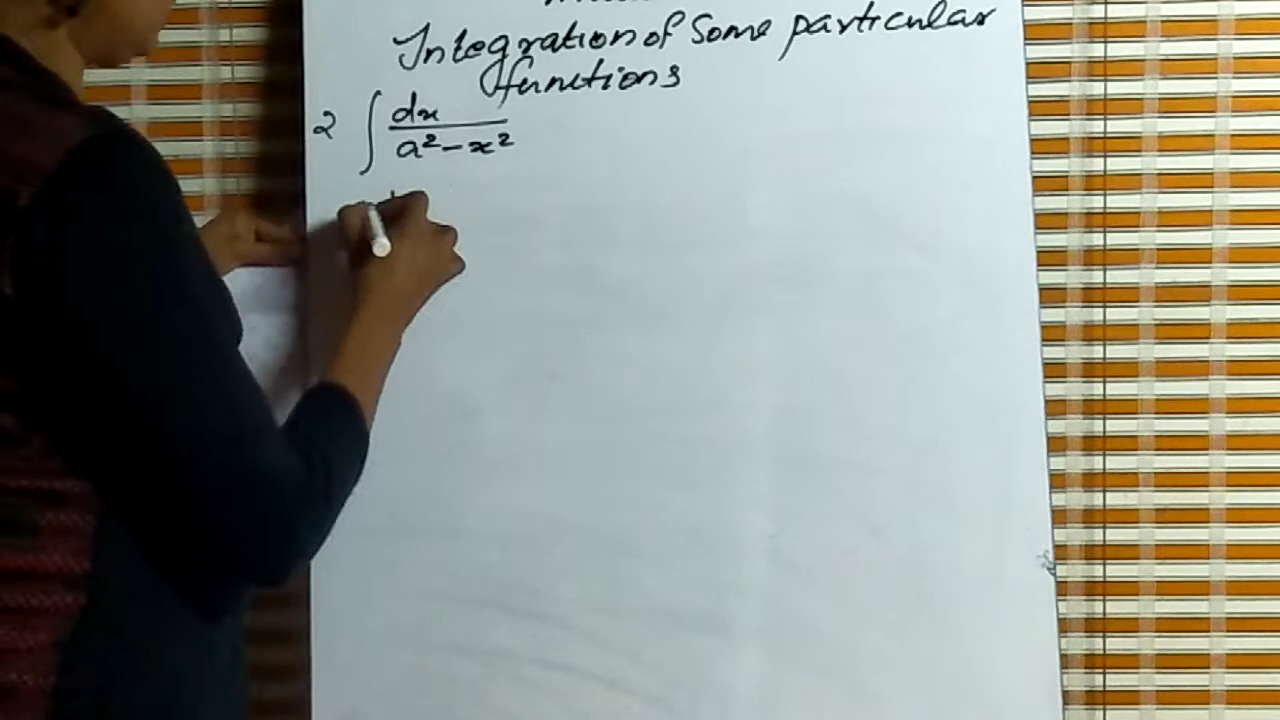 Integration of Some particular
functions
2 ∫ dx / a² - x²